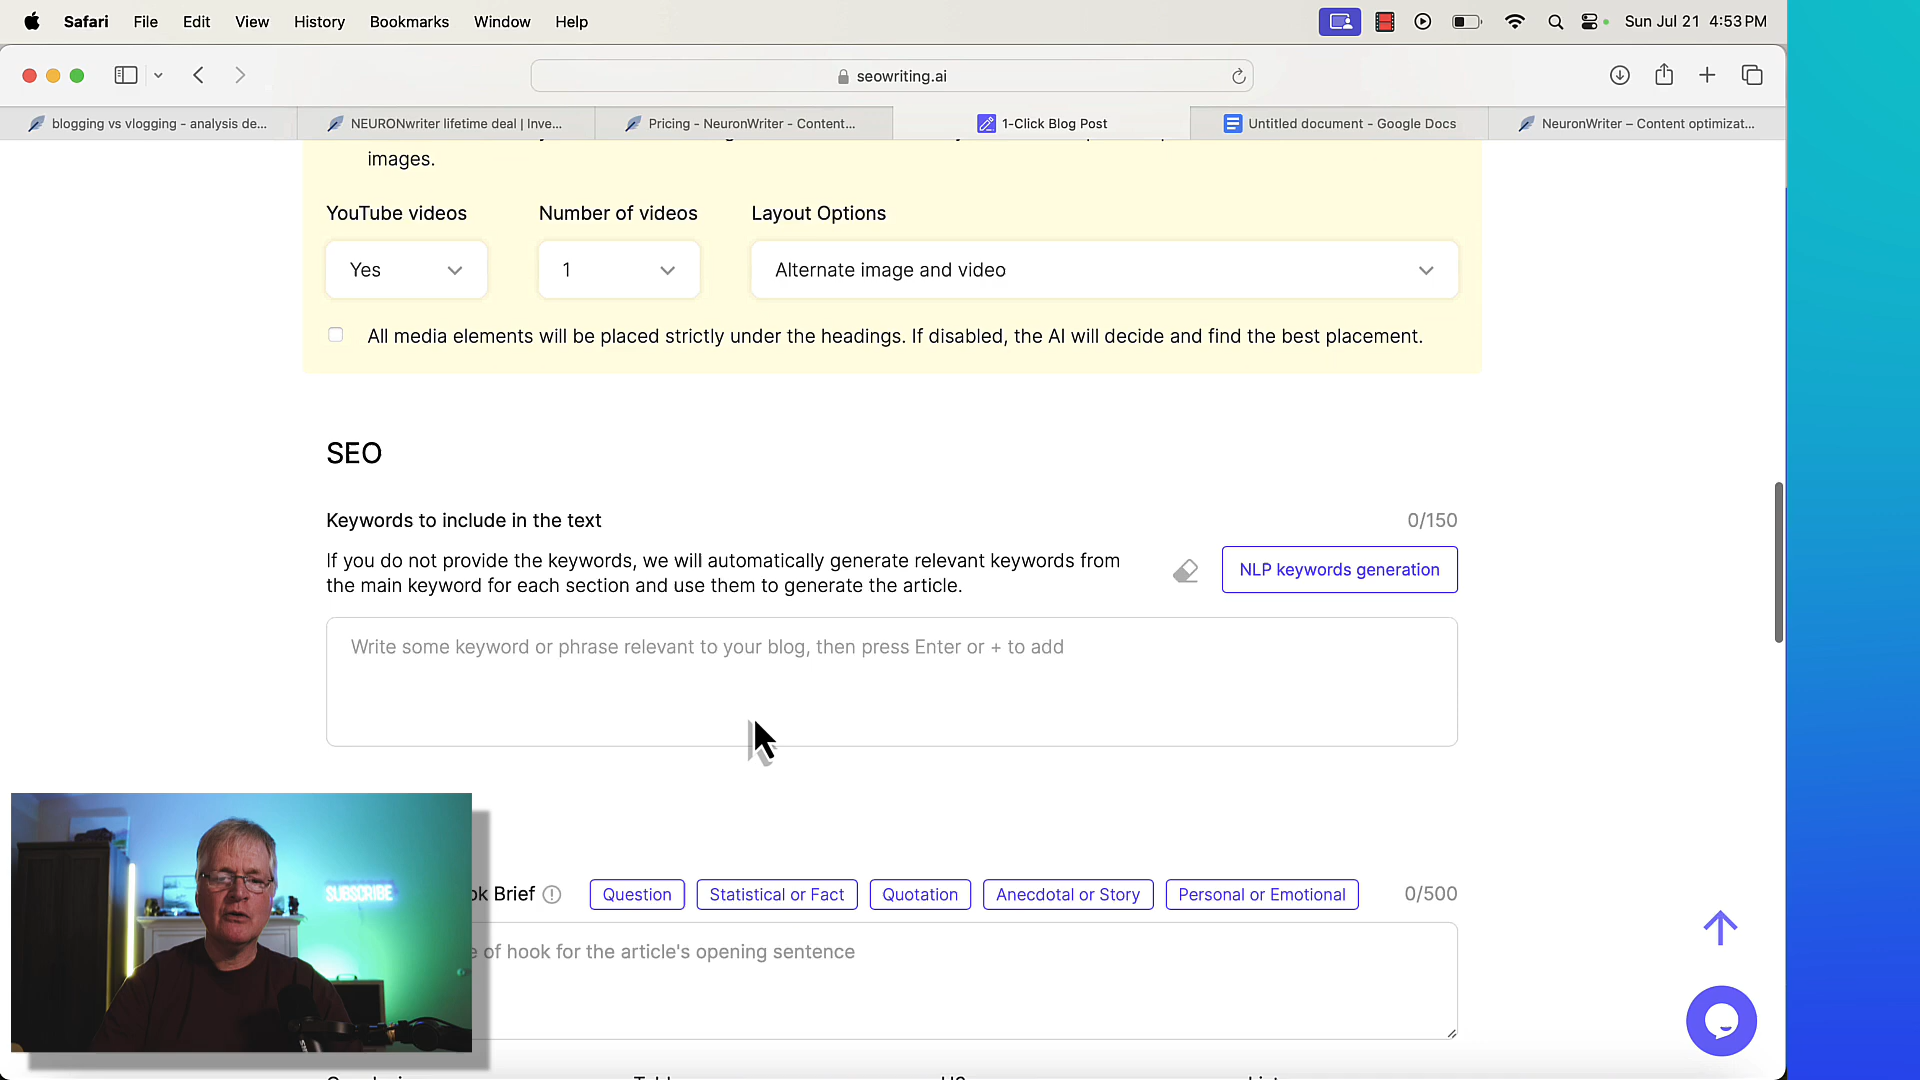 Safari File Edit View History Bookmarks Window Help Sun Jul 21 4:53 PM
seowriting.ai
blogging vs vlogging - analysis de...
NEURONwriter lifetime deal | Inve...
Pricing - NeuronWriter - Content...
1-Click Blog Post
Untitled document - Google Docs
NeuronWriter – Content optimizat...
images.
YouTube videos Number of videos Layout Options
Yes 1 Alternate image and video
All media elements will be placed strictly under the headings. If disabled, the AI will decide and find the best placement.
SEO
Keywords to include in the text 0/150
If you do not provide the keywords, we will automatically generate relevant keywords from
the main keyword for each section and use them to generate the article.
NLP keywords generation
Write some keyword or phrase relevant to your blog, then press Enter or + to add
SUBSCRIBE
Brief Question Statistical or Fact Quotation Anecdotal or Story Personal or Emotional 0/500
of hook for the article's opening sentence